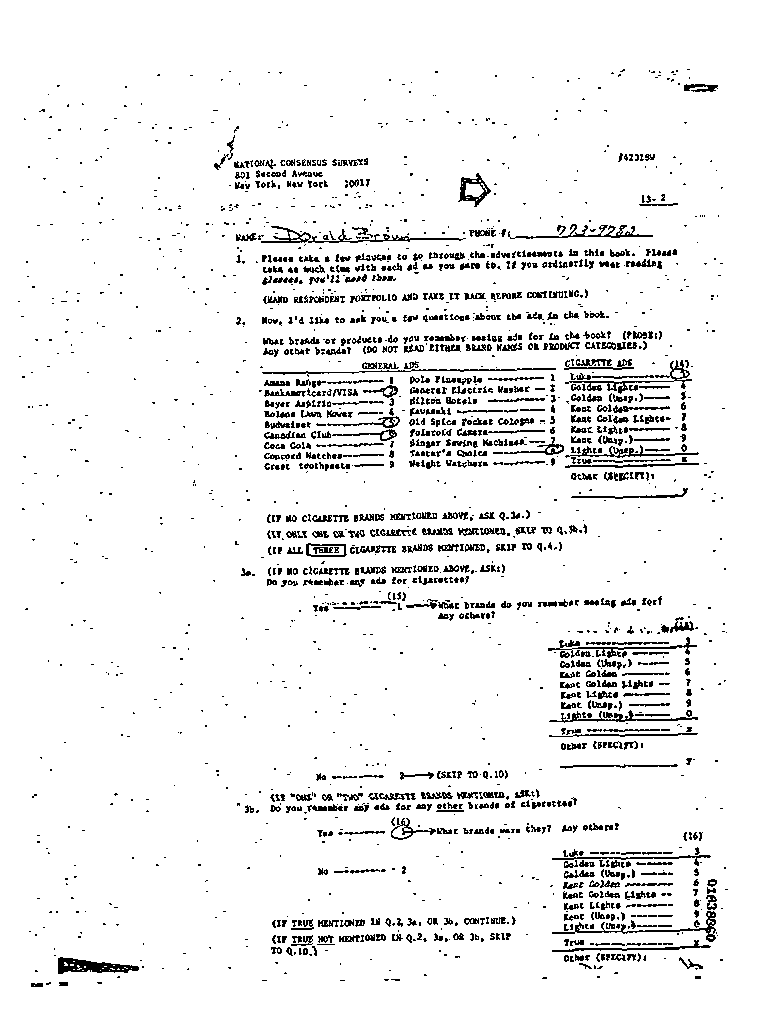 NATIONAL CONSENSUS SURVEYS
801 Second Avenue
New York, New York 10017
#42319W
13- 2
NAME: Donald Brown PHONE #: 773-9782
1. Please take a few minutes to go through the advertisements in this book. Please
take as much time with each ad as you care to. If you ordinarily wear reading
glasses, you'll need them.
(HAND RESPONDENT PORTFOLIO AND TAKE IT BACK BEFORE CONTINUING.)
2. Now, I'd like to ask you a few questions about the ads in the book.
What brands or products do you remember seeing ads for in the book? (PROBE:)
Any other brands? (DO NOT READ EITHER BRAND NAMES OR PRODUCT CATEGORIES.)
GENERAL ADS
Amana Range 1
Bankamericard/VISA 2
Bayer Aspirin 3
Bolens Lawn Mower 4
Budweiser 5
Canadian Club 6
Coca Cola 7
Concord Watches 8
Crest toothpaste 9
Dole Pineapple 1
General Electric Washer - 2
Hilton Hotels 3
Kawasaki 4
Old Spice Pocket Cologne - 5
Polaroid Camera 6
Singer Sewing Machines 7
Taster's Choice 8
Weight Watchers 9
CIGARETTE ADS (14)
Luke 3
Golden Lights 4
Golden (Unsp.) 5
Kent Golden 6
Kent Golden Lights- 7
Kent Lights 8
Kent (Unsp.) 9
Lights (Unsp.) 0
True x
Other (SPECIFY):
y
(IF NO CIGARETTE BRANDS MENTIONED ABOVE, ASK Q.3a.)
(IF ONLY ONE OR TWO CIGARETTE BRANDS MENTIONED, SKIP TO Q.3b.)
(IF ALL THREE CIGARETTE BRANDS MENTIONED, SKIP TO Q.4.)
3a. (IF NO CIGARETTE BRANDS MENTIONED ABOVE, ASK:)
Do you remember any ads for cigarettes?
(15)
Yes 1 What brands do you remember seeing ads for?
Any others?
Luke 3
Golden Lights 4
Golden (Unsp.) 5
Kent Golden 6
Kent Golden Lights -- 7
Kent Lights 8
Kent (Unsp.) 9
Lights (Unsp.) 0
True x
Other (SPECIFY):
y
No 2 (SKIP TO Q.10)
(IF "ONE" OR "TWO" CIGARETTE BRANDS MENTIONED, ASK:)
3b. Do you remember any ads for any other brands of cigarettes?
(16)
Yes What brands were they? Any others?
(16)
No 2
Luke 3
Golden Lights 4
Golden (Unsp.) 5
Kent Golden 6
Kent Golden Lights -- 7
Kent Lights 8
Kent (Unsp.) 9
Lights (Unsp.) 0
True x
Other (SPECIFY):
(IF TRUE MENTIONED IN Q.2, 3a, OR 3b, CONTINUE.)
(IF TRUE NOT MENTIONED IN Q.2, 3a, OR 3b, SKIP
TO Q.10.)
01838860